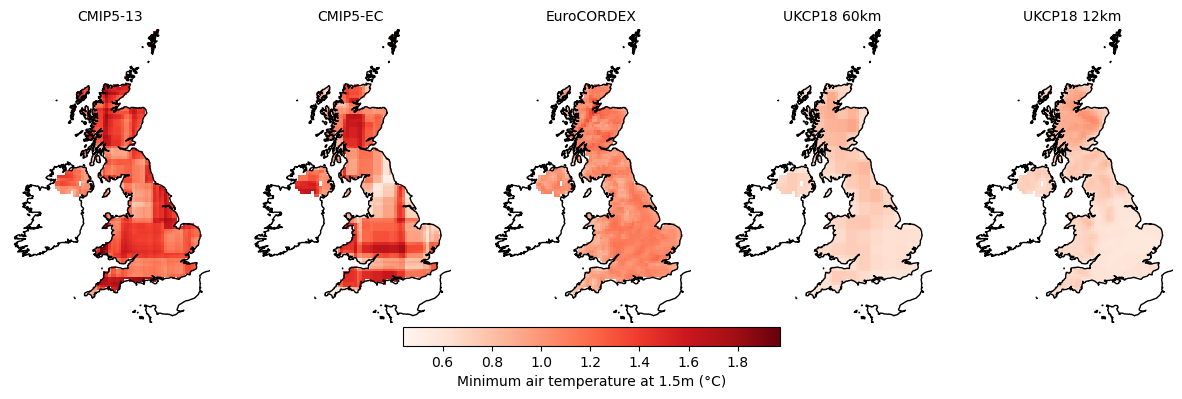 CMIP5-13
CMIP5-EC
EuroCORDEX
UKCP18 60km
UKCP18 12km
0.6 0.8 1.0 1.2 1.4 1.6 1.8
Minimum air temperature at 1.5m (°C)